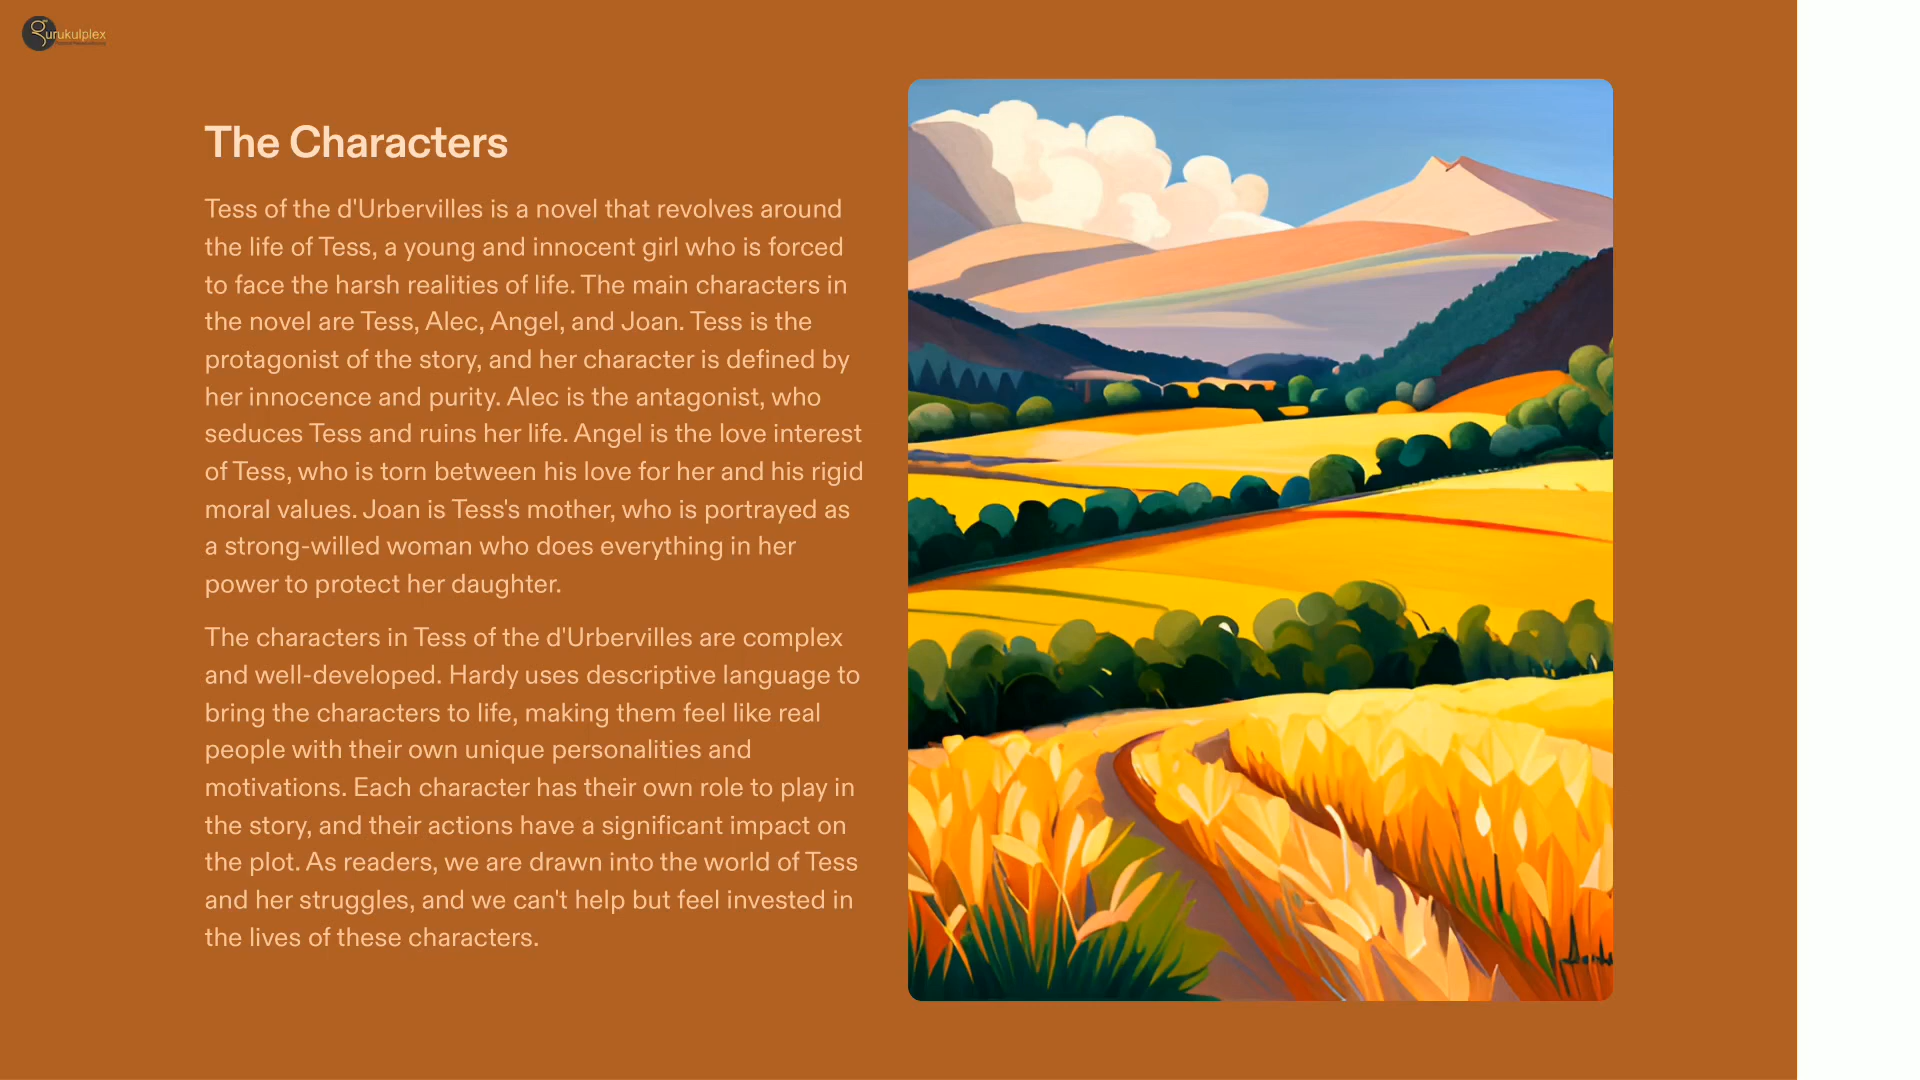 gurukulplex
The Characters
Tess of the d'Urbervilles is a novel that revolves around
the life of Tess, a young and innocent girl who is forced
to face the harsh realities of life. The main characters in
the novel are Tess, Alec, Angel, and Joan. Tess is the
protagonist of the story, and her character is defined by
her innocence and purity. Alec is the antagonist, who
seduces Tess and ruins her life. Angel is the love interest
of Tess, who is torn between his love for her and his rigid
moral values. Joan is Tess's mother, who is portrayed as
a strong-willed woman who does everything in her
power to protect her daughter.
The characters in Tess of the d'Urbervilles are complex
and well-developed. Hardy uses descriptive language to
bring the characters to life, making them feel like real
people with their own unique personalities and
motivations. Each character has their own role to play in
the story, and their actions have a significant impact on
the plot. As readers, we are drawn into the world of Tess
and her struggles, and we can't help but feel invested in
the lives of these characters.